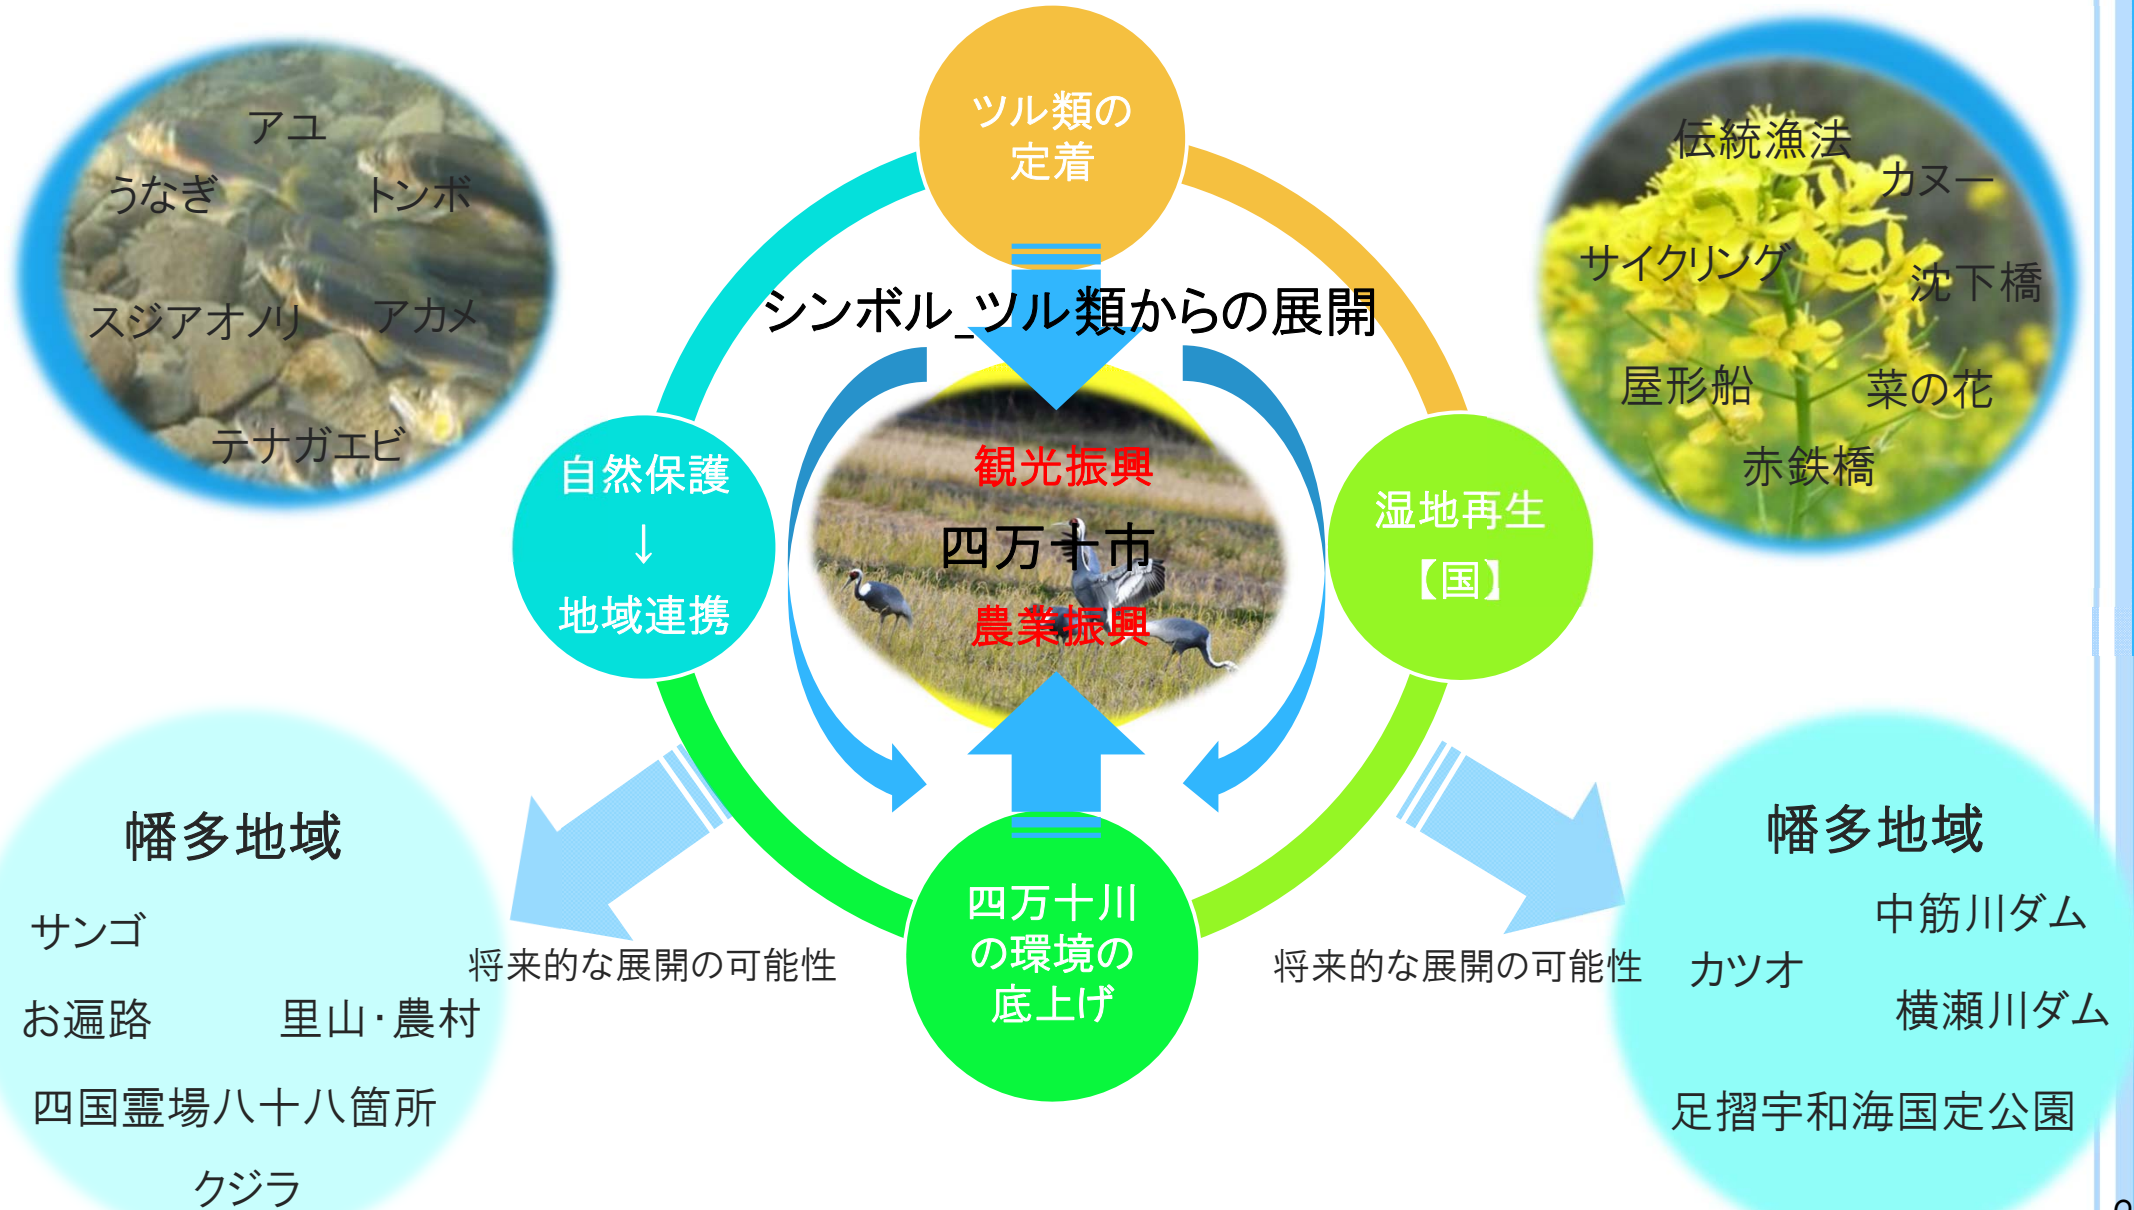 ツル類の
定着
アユ
うなぎ
トンボ
スジアオノリ
アカメ
テナガエビ
伝統漁法
カヌー
サイクリング
沈下橋
屋形船
菜の花
赤鉄橋
シンボル_ツル類からの展開
自然保護
↓
地域連携
観光振興
四万十市
農業振興
湿地再生
【国】
四万十川
の環境の
底上げ
将来的な展開の可能性
将来的な展開の可能性
幡多地域
サンゴ
お遍路
里山・農村
四国霊場八十八箇所
クジラ
幡多地域
中筋川ダム
カツオ
横瀬川ダム
足摺宇和海国定公園